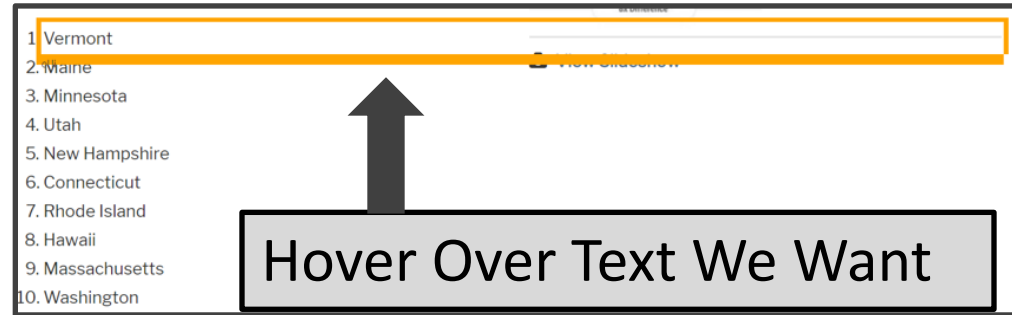 1 Vermont
2. Maine
View Slideshow
3. Minnesota
4. Utah
5. New Hampshire
6. Connecticut
7. Rhode Island
8. Hawaii
9. Massachusetts
10. Washington
Hover Over Text We Want